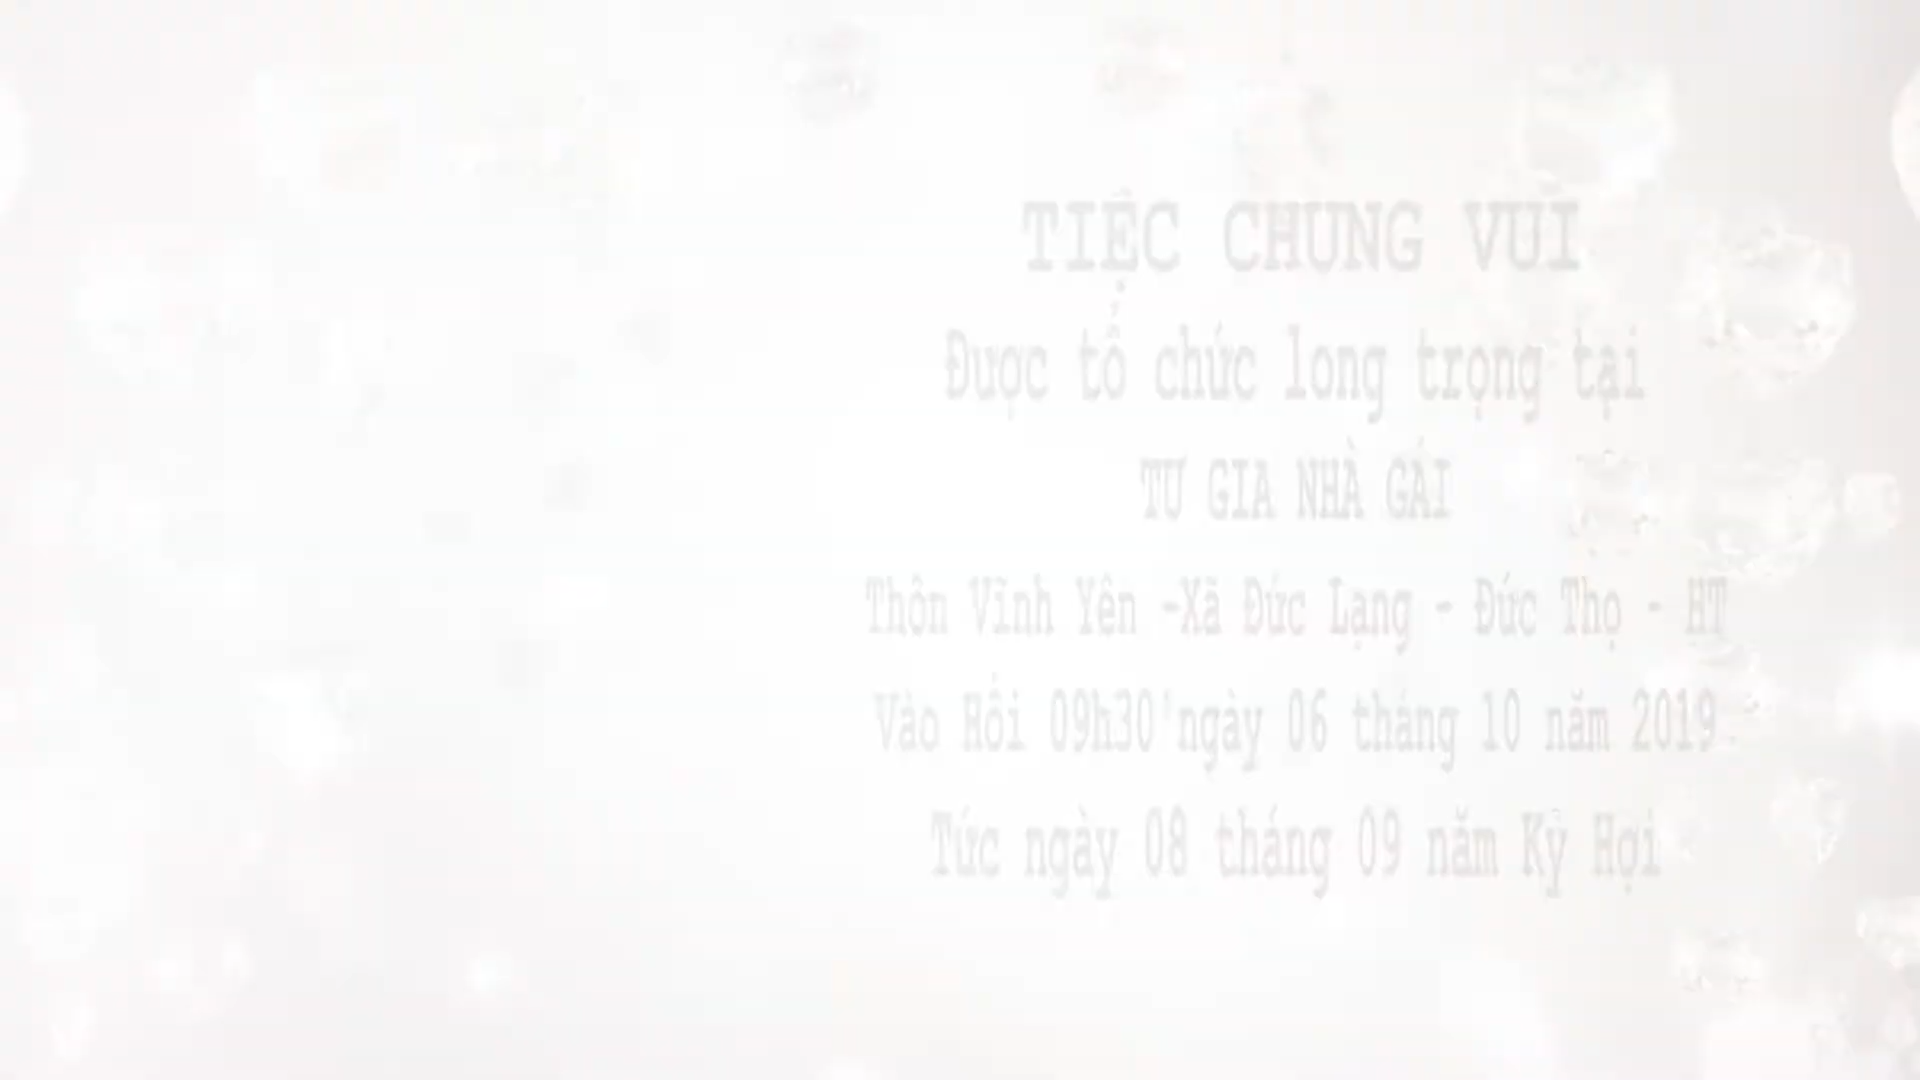 TIỆC CHUNG VUI
Được tổ chức long trọng tại
TƯ GIA NHÀ GÁI
Thôn Vĩnh Yên -Xã Đức Lạng - Đức Thọ - HT
Vào Hồi 09h30'ngày 06 tháng 10 năm 2019
Tức ngày 08 tháng 09 năm Kỷ Hợi